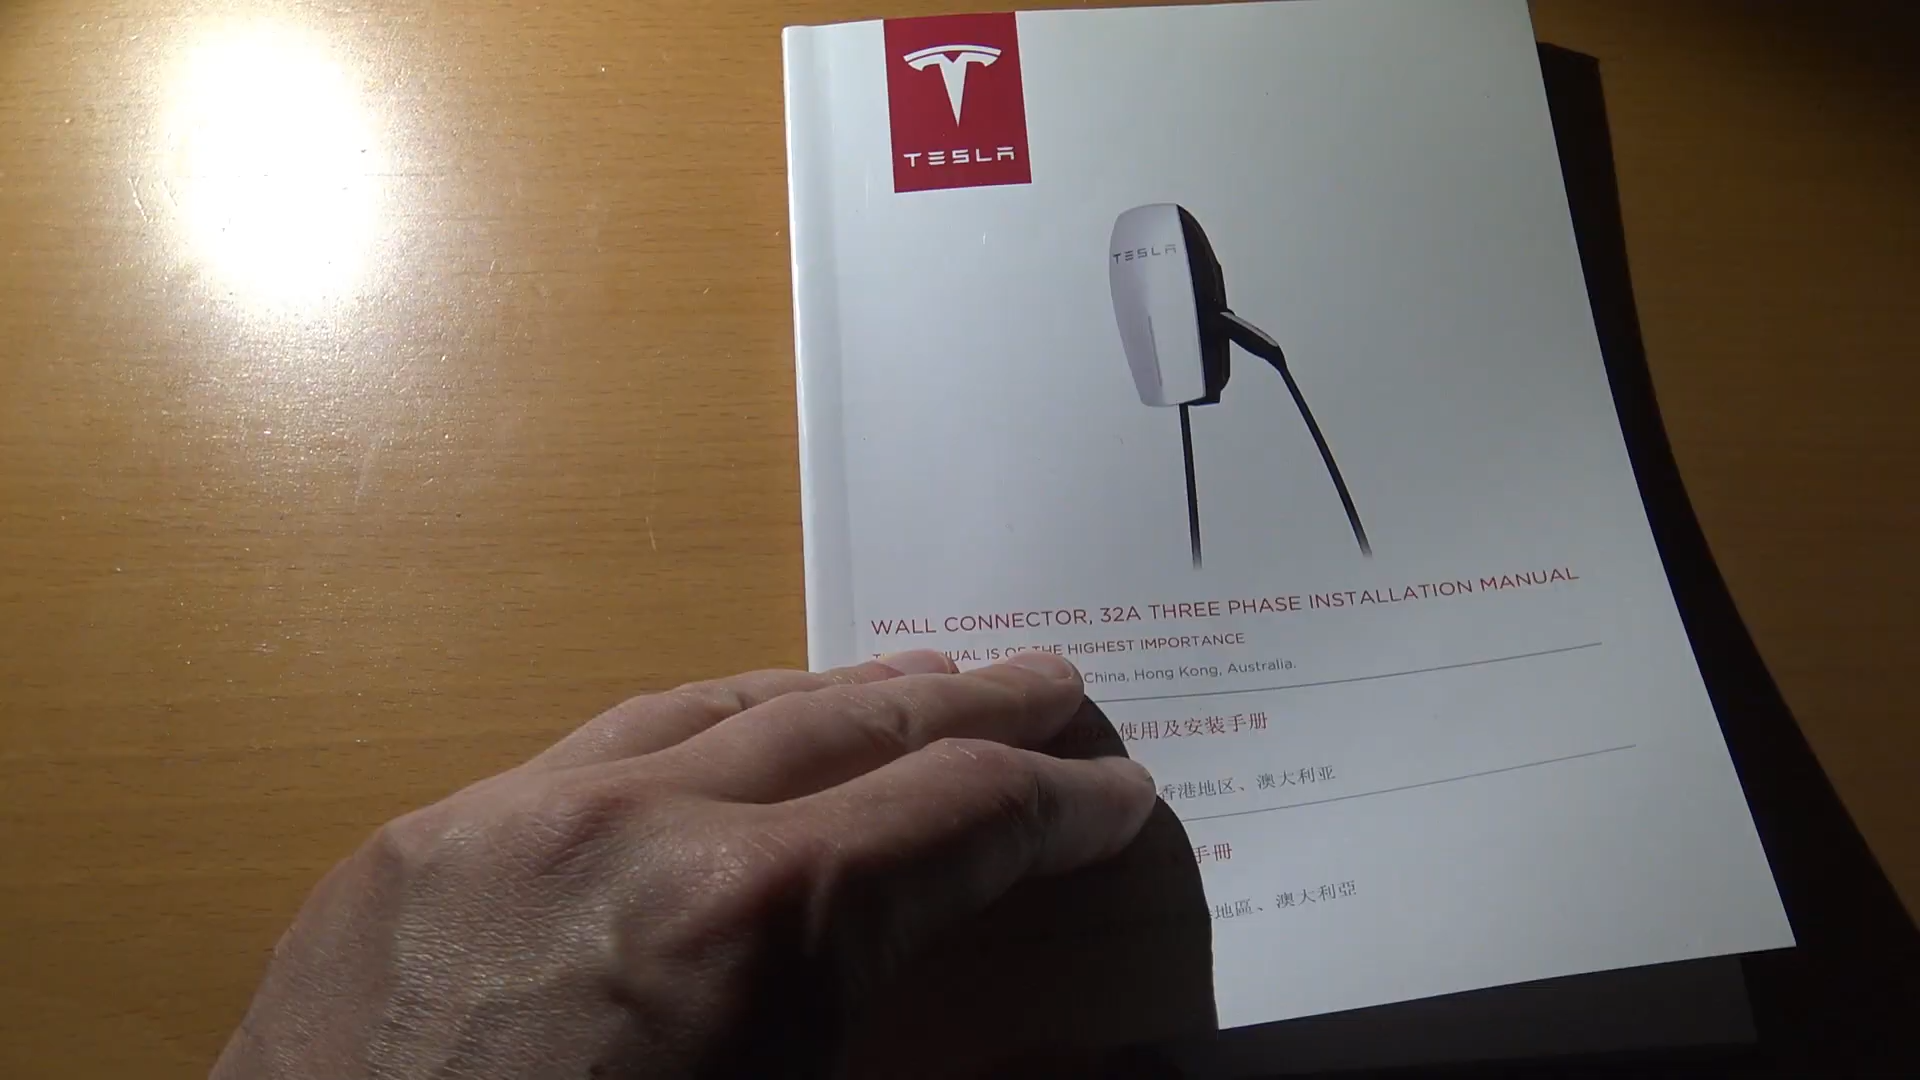 TESLA
TESLA
WALL CONNECTOR, 32A THREE PHASE INSTALLATION MANUAL
IS OF THE HIGHEST IMPORTANCE
China, Hong Kong, Australia.
使用及安装手册
香港地区、澳大利亚
手冊
地區、澳大利亞